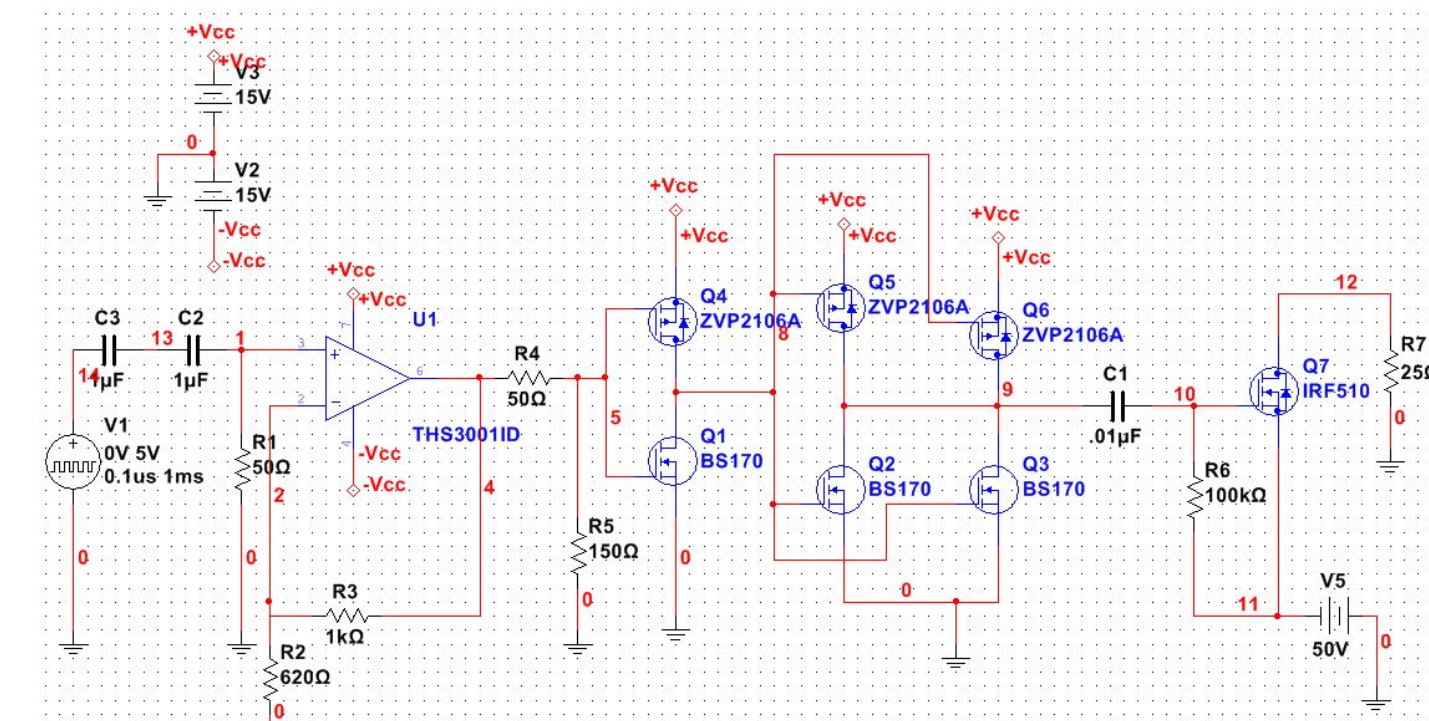 +Vcc
+Vcc
V3
15V
0
V2
15V
-Vcc
-Vcc
+Vcc
+Vcc
U1
7
3
2
6
4
THS3001ID
-Vcc
-Vcc
C3
1µF
14
13
C2
1µF
1
V1
0V 5V
0.1us 1ms
0
R1
50Ω
0
2
R3
1kΩ
R2
620Ω
0
4
R4
50Ω
5
R5
150Ω
0
+Vcc
+Vcc
Q4
ZVP2106A
Q1
BS170
0
8
+Vcc
+Vcc
Q5
ZVP2106A
+Vcc
+Vcc
Q6
ZVP2106A
9
Q2
BS170
Q3
BS170
0
C1
.01µF
10
R6
100kΩ
11
12
Q7
IRF510
R7
0
V5
50V
0